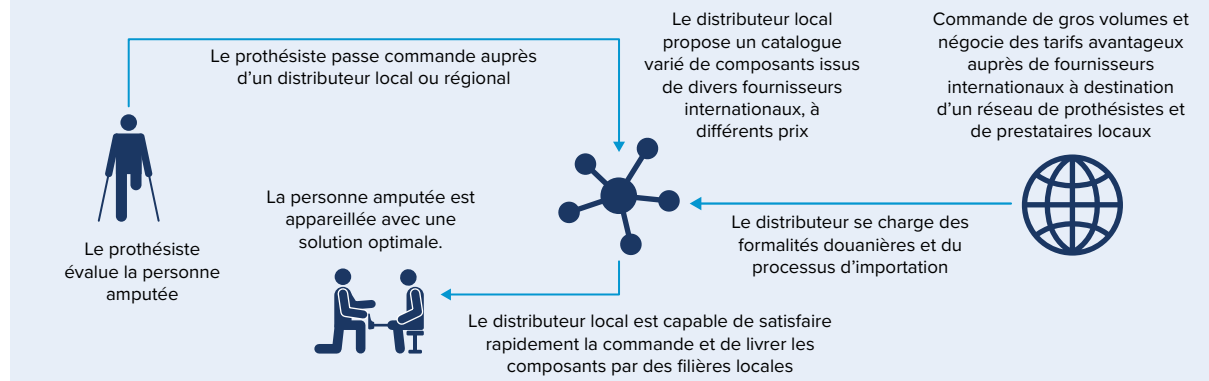 Le prothésiste
évalue la personne
amputée
Le prothésiste passe commande auprès
d’un distributeur local ou régional
Le distributeur local
propose un catalogue
varié de composants issus
de divers fournisseurs
internationaux, à
différents prix
Commande de gros volumes et
négocie des tarifs avantageux
auprès de fournisseurs
internationaux à destination
d’un réseau de prothésistes et
de prestataires locaux
Le distributeur se charge des
formalités douanières et du
processus d’importation
Le distributeur local est capable de satisfaire
rapidement la commande et de livrer les
composants par des filières locales
La personne amputée est
appareillée avec une
solution optimale.